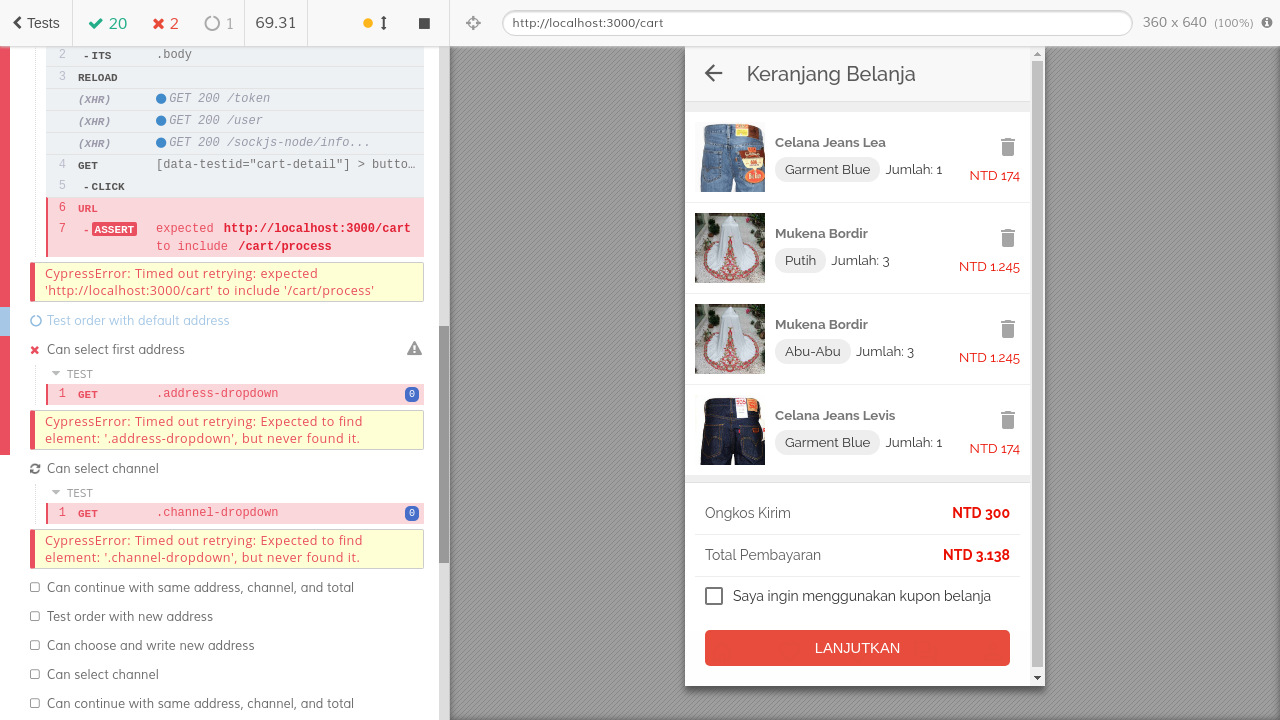 Tests
20
2
1
69.31
http://localhost:3000/cart
360 x 640 (100%)
2 - ITS .body
3 RELOAD
(XHR) GET 200 /token
(XHR) GET 200 /user
(XHR) GET 200 /sockjs-node/info...
4 GET [data-testid="cart-detail"] > butto…
5 - CLICK
6 URL
7 - ASSERT expected http://localhost:3000/cart
to include /cart/process
CypressError: Timed out retrying: expected
'http://localhost:3000/cart' to include '/cart/process'
Test order with default address
Can select first address
TEST
1 GET .address-dropdown 0
CypressError: Timed out retrying: Expected to find
element: '.address-dropdown', but never found it.
Can select channel
TEST
1 GET .channel-dropdown 0
CypressError: Timed out retrying: Expected to find
element: '.channel-dropdown', but never found it.
Can continue with same address, channel, and total
Test order with new address
Can choose and write new address
Can select channel
Can continue with same address, channel, and total
Keranjang Belanja
Celana Jeans Lea
Garment Blue Jumlah: 1
NTD 174
Mukena Bordir
Putih Jumlah: 3
NTD 1.245
Mukena Bordir
Abu-Abu Jumlah: 3
NTD 1.245
Celana Jeans Levis
Garment Blue Jumlah: 1
NTD 174
Ongkos Kirim NTD 300
Total Pembayaran NTD 3.138
Saya ingin menggunakan kupon belanja
LANJUTKAN